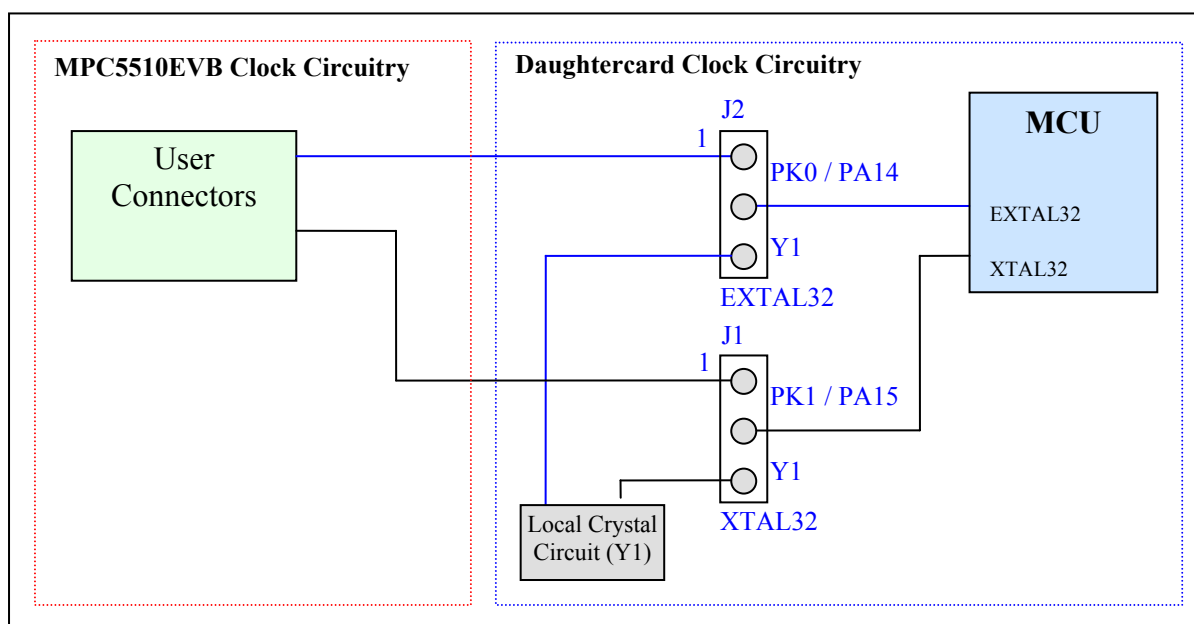 MPC5510EVB Clock Circuitry
Daughtercard Clock Circuitry
User
Connectors
J2
1
PK0 / PA14
Y1
EXTAL32
MCU
EXTAL32
XTAL32
J1
1
PK1 / PA15
Y1
XTAL32
Local Crystal
Circuit (Y1)